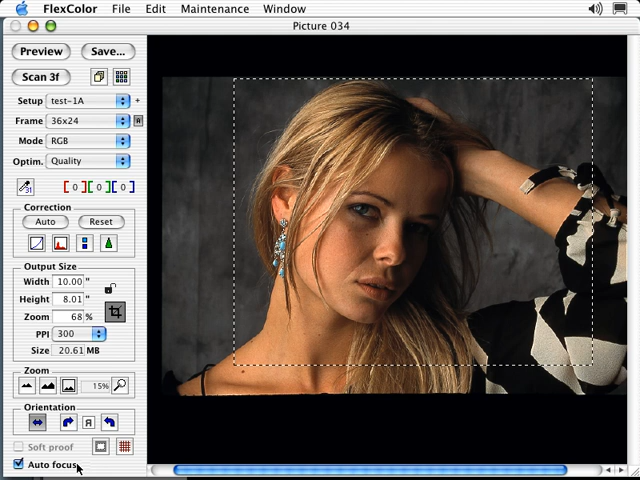 FlexColor File Edit Maintenance Window
Picture 034
Preview Save...
Scan 3f
Setup test-1A +
Frame 36x24 R
Mode RGB
Optim. Quality
31 [ 0 ] [ 0 ] [ 0 ]
Correction
Auto Reset
Output Size
Width 10.00 "
Height 8.01 "
Zoom 68 %
PPI 300
Size 20.61 MB
Zoom
15%
Orientation
Soft proof
Auto focus